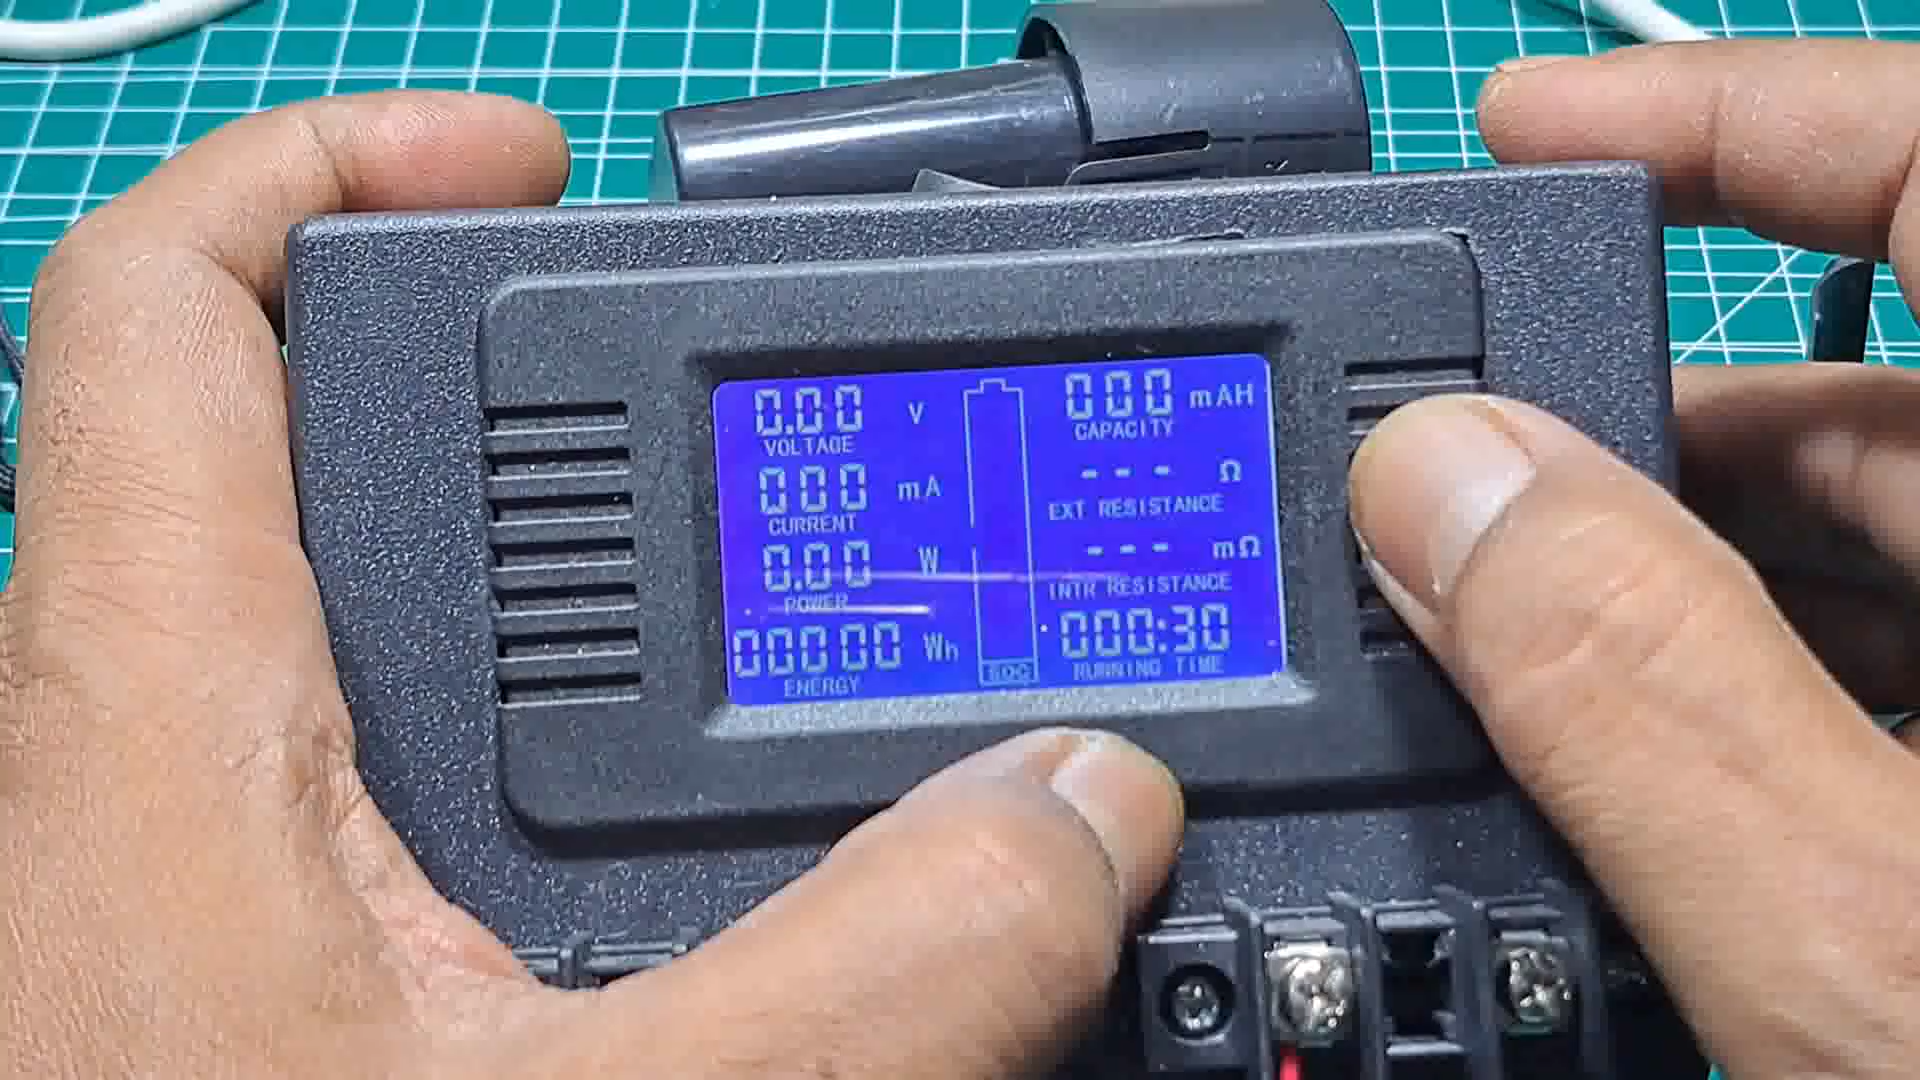 0.00 V
VOLTAGE
000 mA
CURRENT
0.00 W
POWER
00000 Wh
ENERGY
SOC
000 mAH
CAPACITY
--- Ω
EXT RESISTANCE
--- mΩ
INTR RESISTANCE
000:30
RUNNING TIME